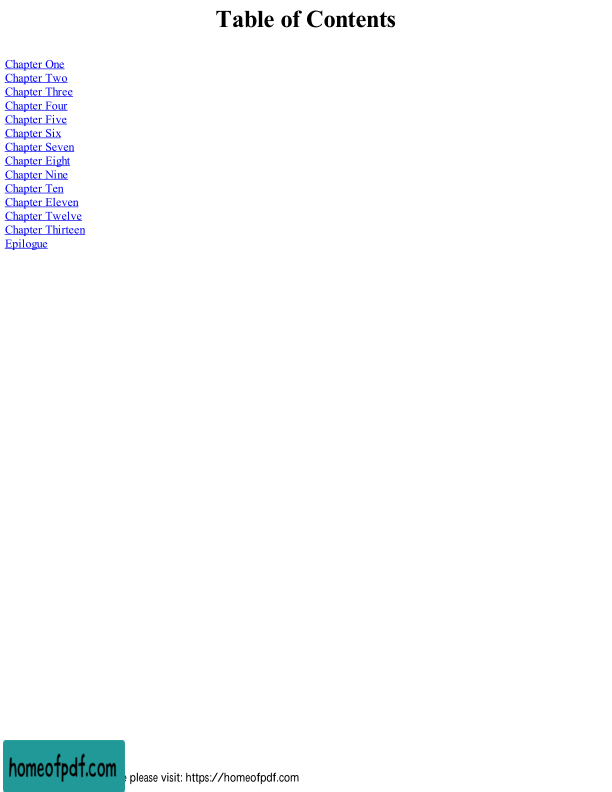 Table of Contents
Chapter One
Chapter Two
Chapter Three
Chapter Four
Chapter Five
Chapter Six
Chapter Seven
Chapter Eight
Chapter Nine
Chapter Ten
Chapter Eleven
Chapter Twelve
Chapter Thirteen
Epilogue
homeofpdf.com
please visit: https://homeofpdf.com